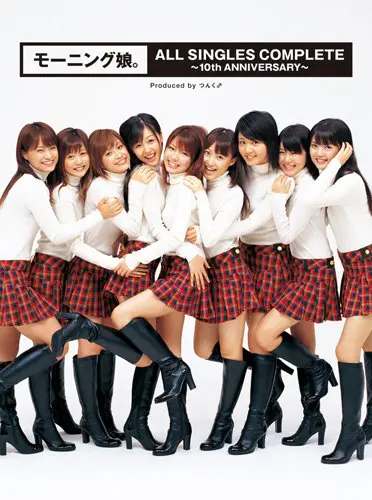 モーニング娘。
ALL SINGLES COMPLETE
〜10th ANNIVERSARY〜
Produced by つんく♂